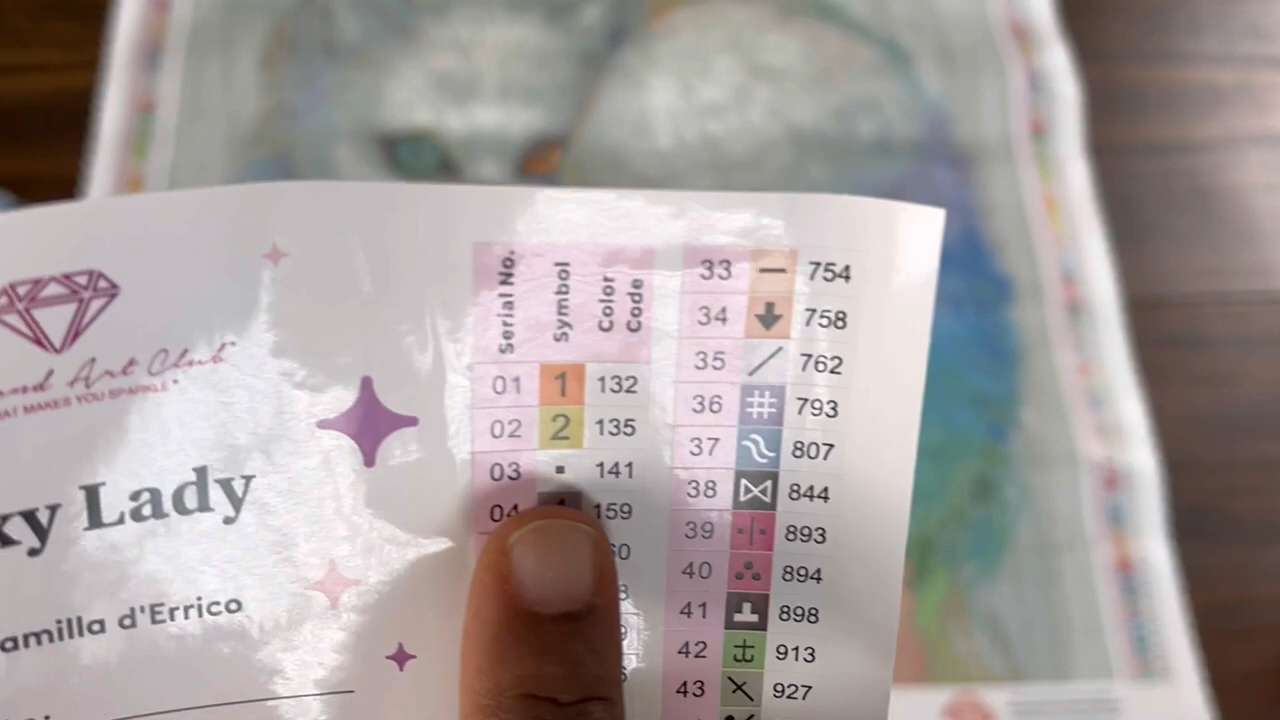 Art Club
AT MAKES YOU SPARKLE
ky Lady
amilla d'Errico
Serial No. Symbol Color Code
01 1 132
02 2 135
03 141
04 159
33 754
34 758
35 762
36 # 793
37 807
38 844
39 893
40 894
41 898
42 913
43 927